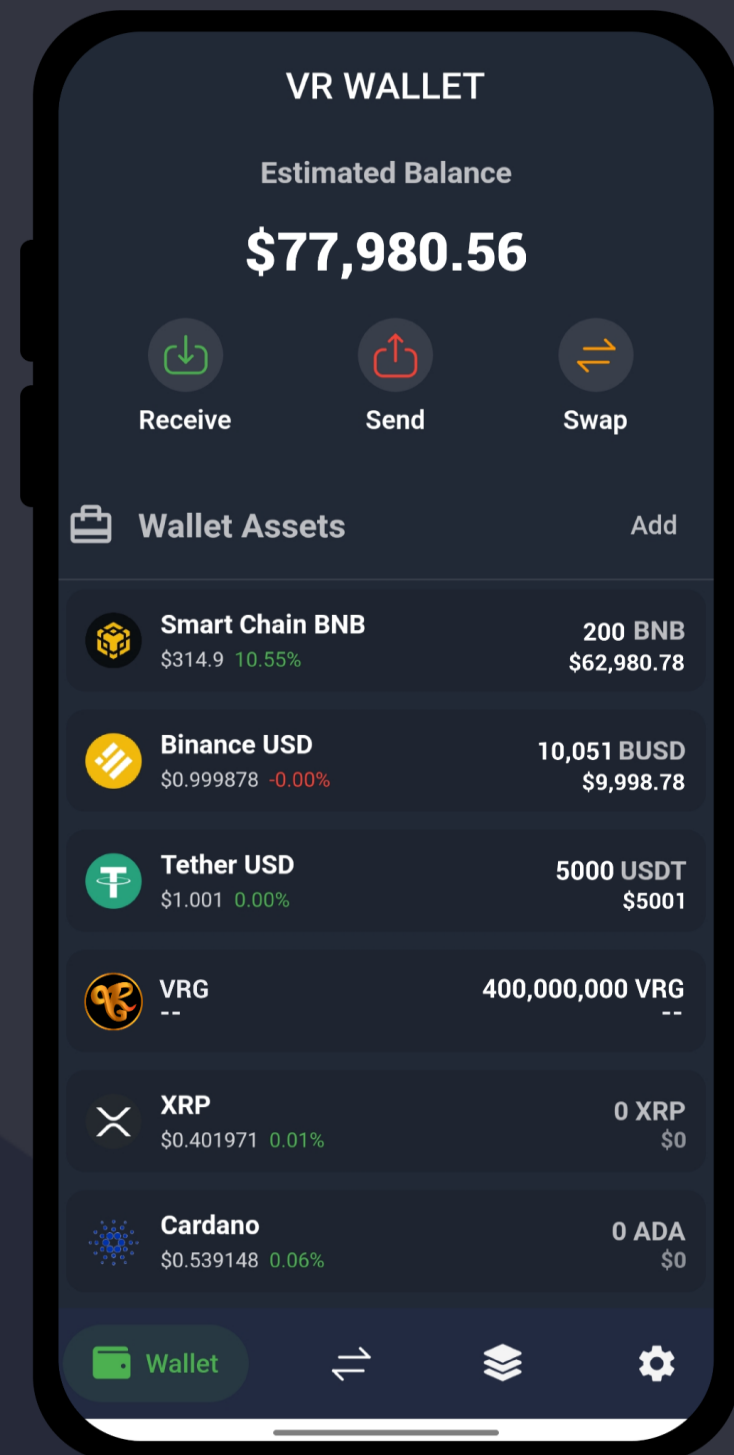 VR WALLET
Estimated Balance
$77,980.56
Receive
Send
Swap
Wallet Assets
Add
Smart Chain BNB
200 BNB
$314.9 10.55%
$62,980.78
Binance USD
10,051 BUSD
$0.999878 -0.00%
$9,998.78
Tether USD
5000 USDT
$1.001 0.00%
$5001
VRG
400,000,000 VRG
--
--
XRP
0 XRP
$0.401971 0.01%
$0
Cardano
0 ADA
$0.539148 0.06%
$0
Wallet